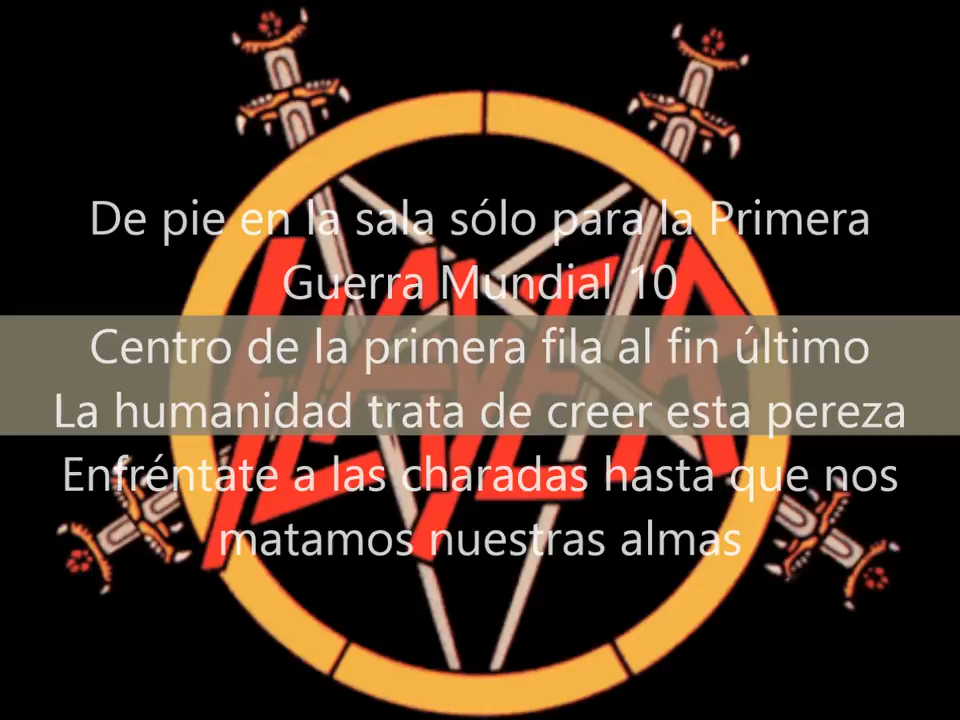 De pie en la sala sólo para la Primera
Guerra Mundial 10
SLAYER
Centro de la primera fila al fin último
La humanidad trata de creer esta pereza
Enfréntate a las charadas hasta que nos
matamos nuestras almas